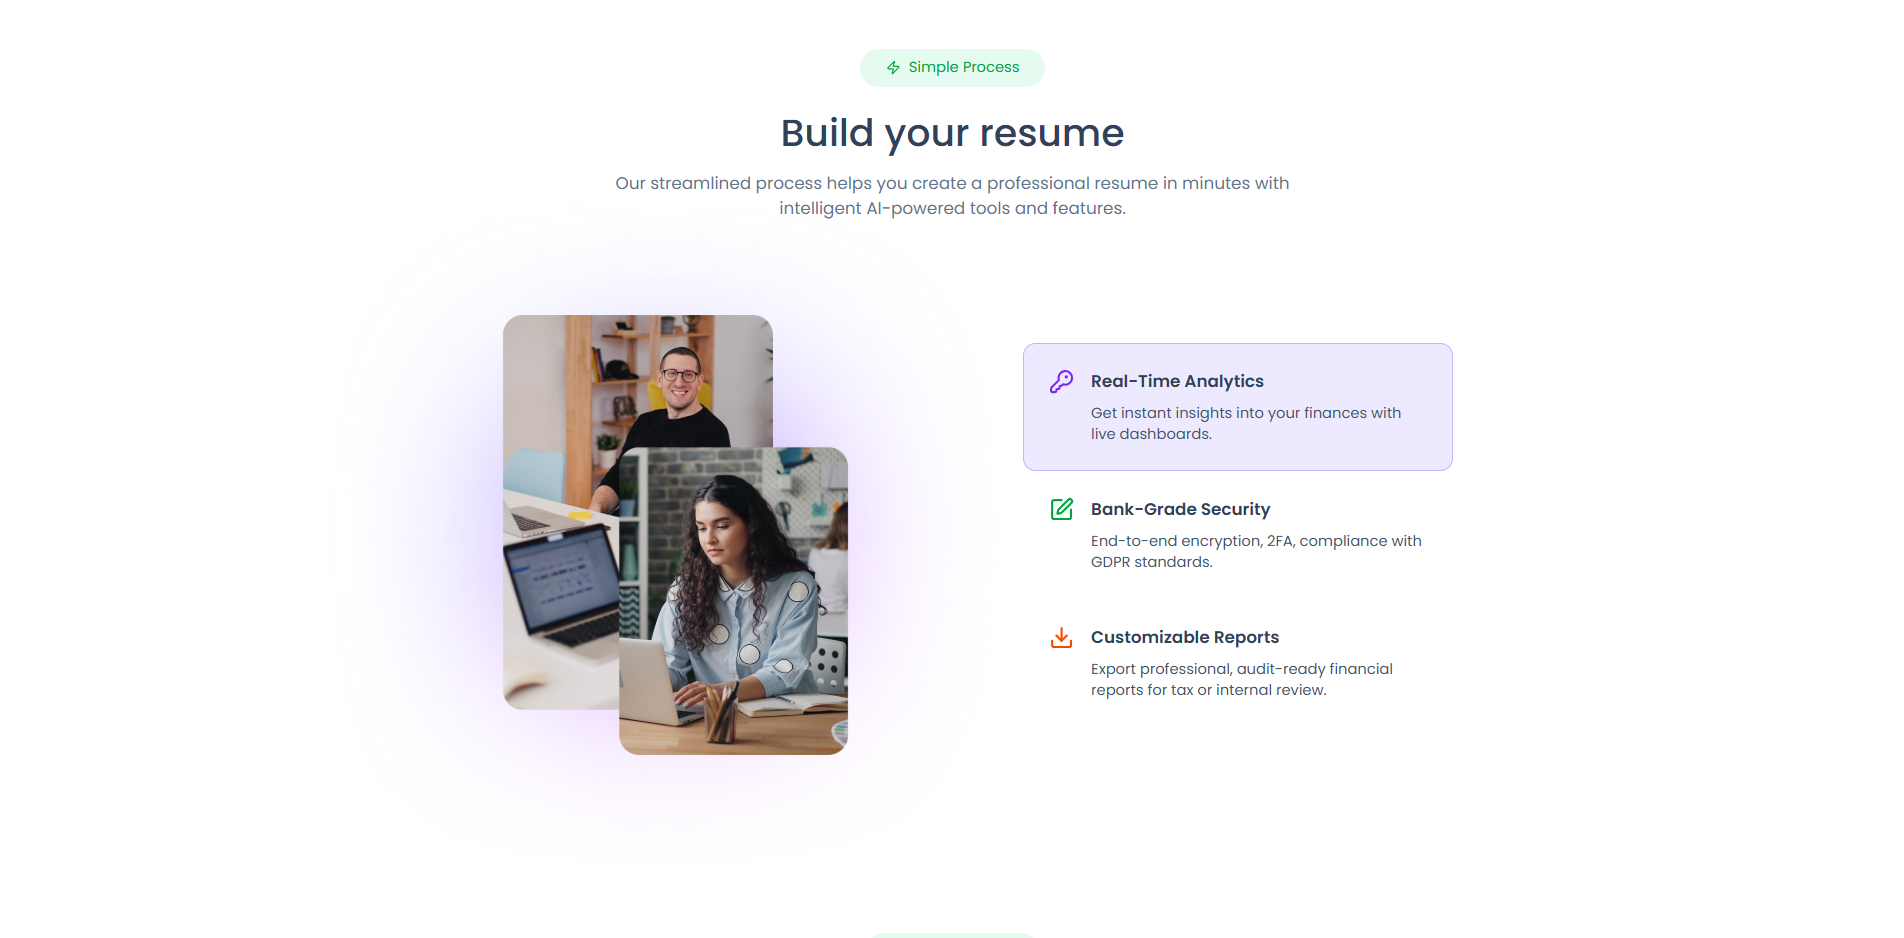 Simple Process
Build your resume
Our streamlined process helps you create a professional resume in minutes with
intelligent AI-powered tools and features.
Real-Time Analytics
Get instant insights into your finances with
live dashboards.
Bank-Grade Security
End-to-end encryption, 2FA, compliance with
GDPR standards.
Customizable Reports
Export professional, audit-ready financial
reports for tax or internal review.